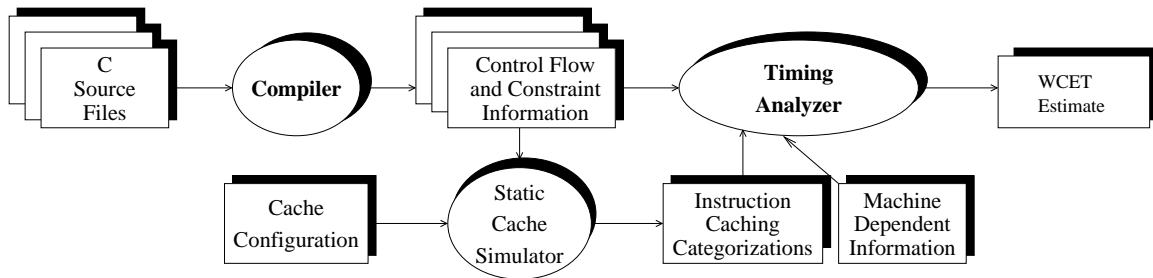 C
Source
Files
Compiler
Control Flow
and Constraint
Information
Timing
Analyzer
WCET
Estimate
Cache
Configuration
Static
Cache
Simulator
Instruction
Caching
Categorizations
Machine
Dependent
Information